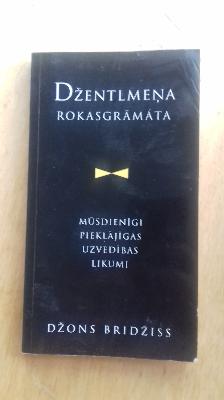 DŽENTLMEŅA
ROKASGRĀMATA
MŪSDIENĪGI
PIEKLĀJĪGAS
UZVEDĪBAS
LIKUMI
DŽONS BRIDŽISS